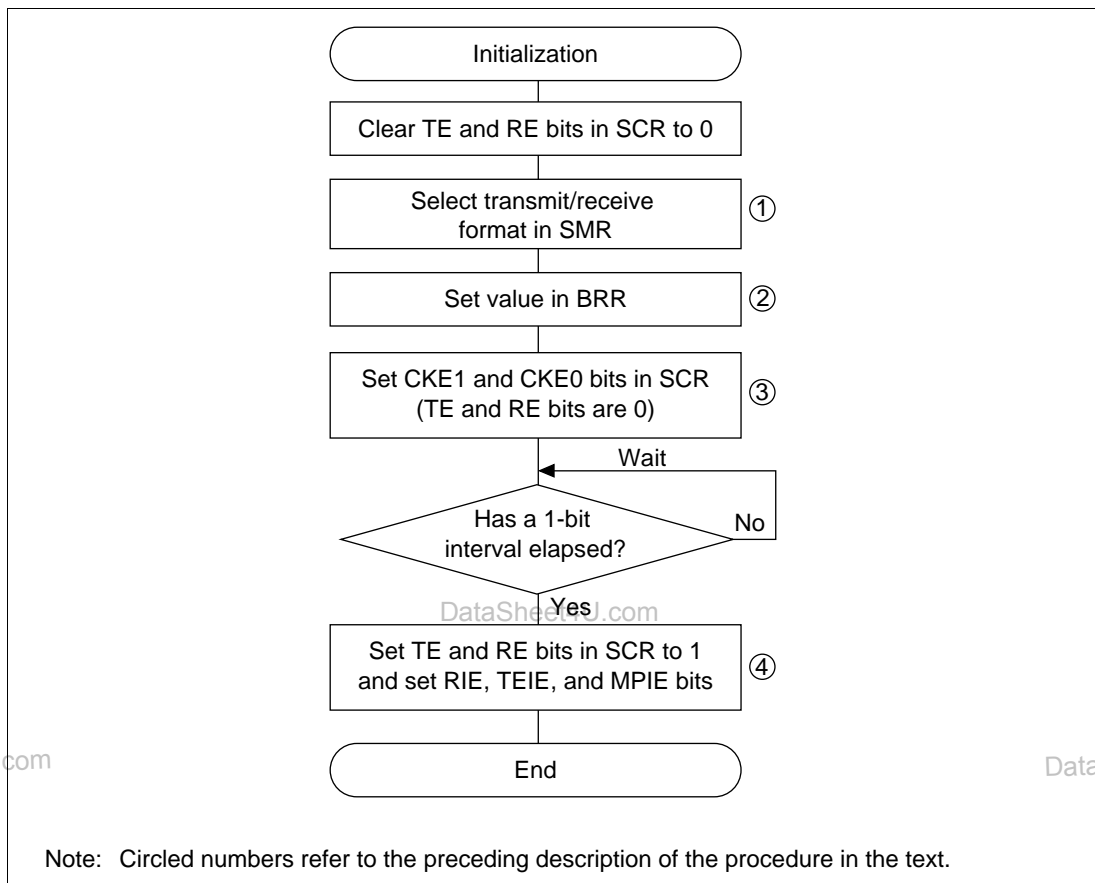 Initialization
Clear TE and RE bits in SCR to 0
Select transmit/receive
format in SMR
①
Set value in BRR
②
Set CKE1 and CKE0 bits in SCR
(TE and RE bits are 0)
③
Wait
Has a 1-bit
interval elapsed?
No
Yes
DataSheet4U.com
Set TE and RE bits in SCR to 1
and set RIE, TEIE, and MPIE bits
④
com
End
Data
Note: Circled numbers refer to the preceding description of the procedure in the text.